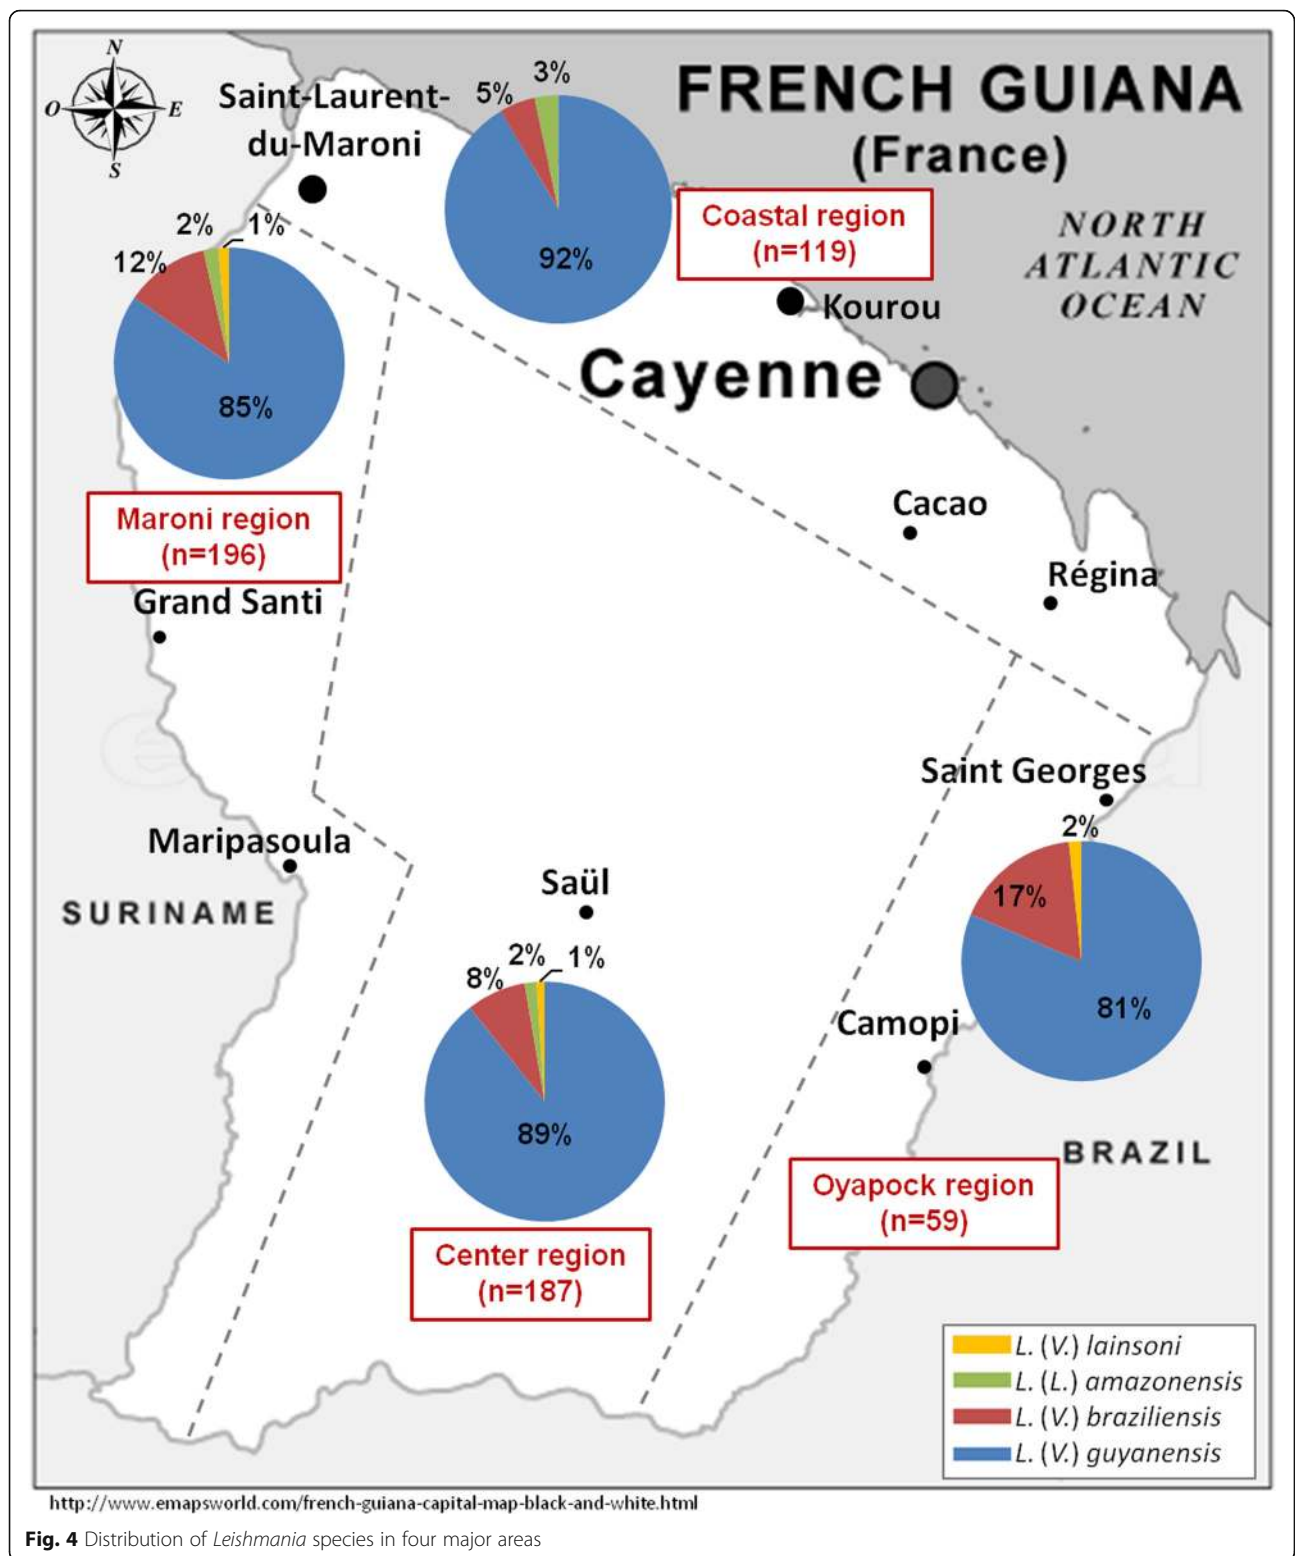 N
O
E
S
FRENCH GUIANA
(France)
Saint-Laurent-
du-Maroni
3%
5%
92%
Coastal region
(n=119)
NORTH
ATLANTIC
OCEAN
Kourou
Cayenne
2%
1%
12%
85%
Maroni region
(n=196)
Grand Santi
Cacao
Régina
Saint Georges
Maripasoula
SURINAME
Saül
2%
17%
81%
2%
1%
8%
89%
Camopi
BRAZIL
Oyapock region
(n=59)
Center region
(n=187)
L. (V.) lainsoni
L. (L.) amazonensis
L. (V.) braziliensis
L. (V.) guyanensis
http://www.emapsworld.com/french-guiana-capital-map-black-and-white.html
Fig. 4 Distribution of Leishmania species in four major areas